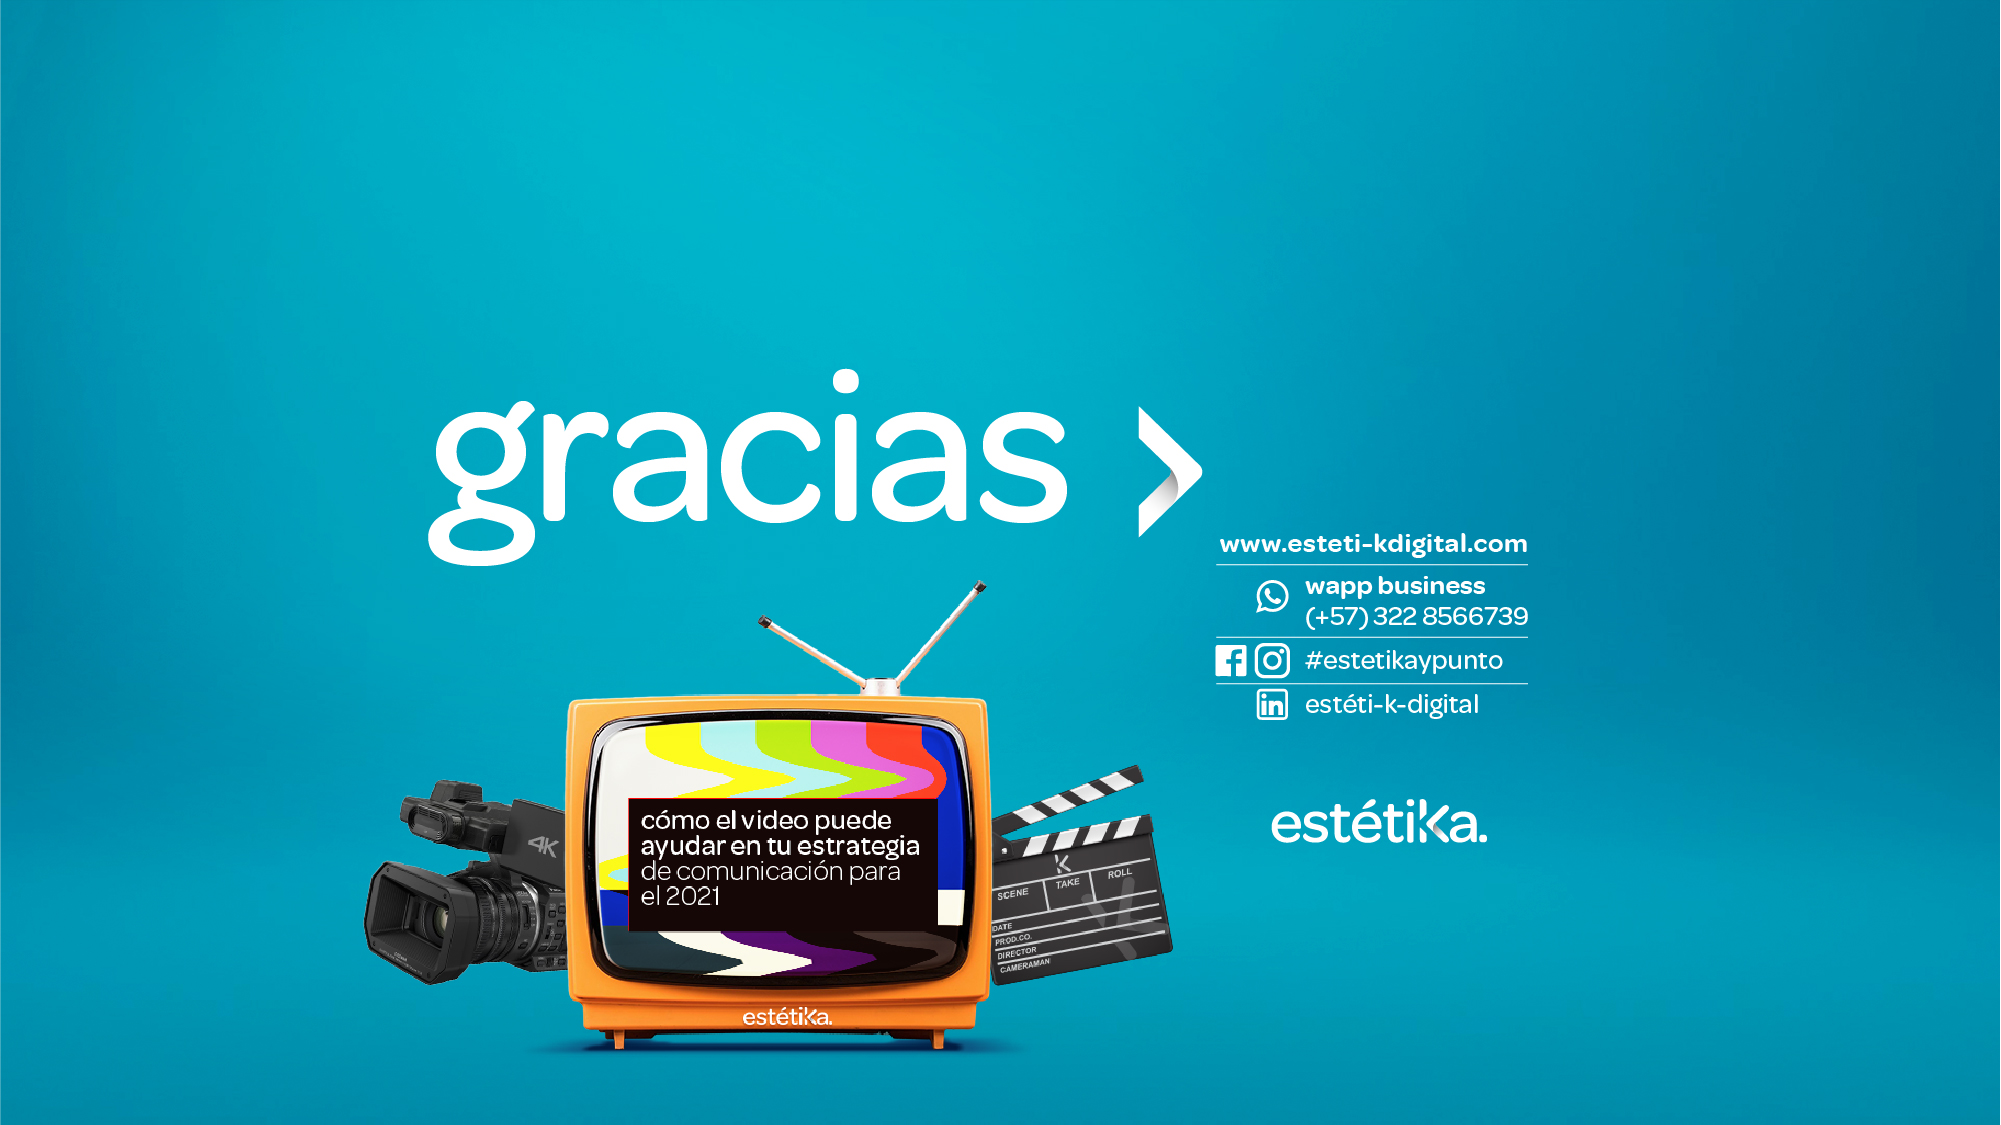 gracias
www.esteti-kdigital.com
wapp business
(+57) 322 8566739
#estetikaypunto
estéti-k-digital
estétika.
cómo el video puede
ayudar en tu estrategia
de comunicación para
el 2021
estétika.
4K
SCENE
TAKE
ROLL
DATE
PROD.CO.
DIRECTOR
CAMERAMAN